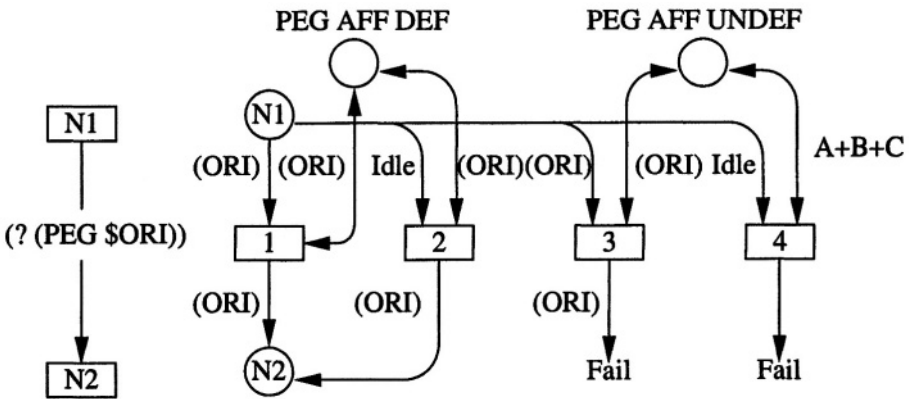 PEG AFF DEF PEG AFF UNDEF
N1 N1
(ORI) (ORI) Idle (ORI)(ORI) (ORI) Idle A+B+C
(? (PEG $ORI))
1 2 3 4
(ORI) (ORI) (ORI)
N2 N2 Fail Fail